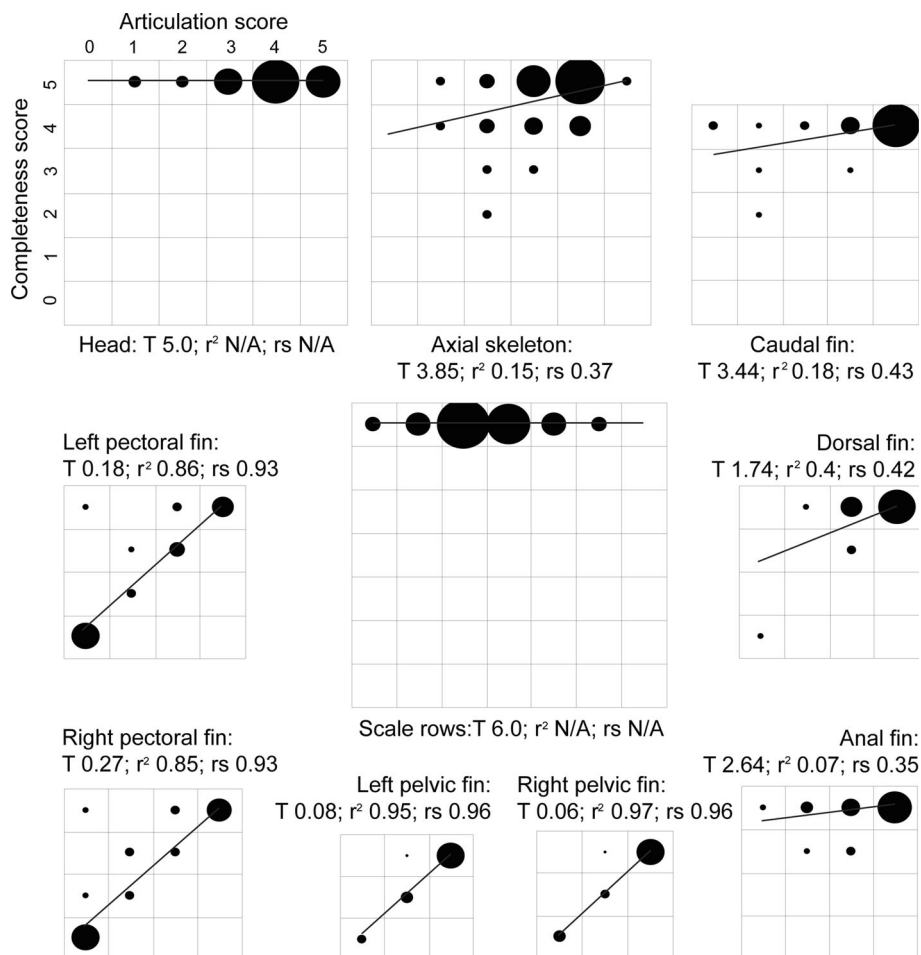 Articulation score
0 1 2 3 4 5
Completeness score
5
4
3
2
1
0
Head: T 5.0; r² N/A; rs N/A
Axial skeleton:
T 3.85; r² 0.15; rs 0.37
Caudal fin:
T 3.44; r² 0.18; rs 0.43
Left pectoral fin:
T 0.18; r² 0.86; rs 0.93
Dorsal fin:
T 1.74; r² 0.4; rs 0.42
Scale rows:T 6.0; r² N/A; rs N/A
Right pectoral fin:
T 0.27; r² 0.85; rs 0.93
Left pelvic fin:
T 0.08; r² 0.95; rs 0.96
Right pelvic fin:
T 0.06; r² 0.97; rs 0.96
Anal fin:
T 2.64; r² 0.07; rs 0.35